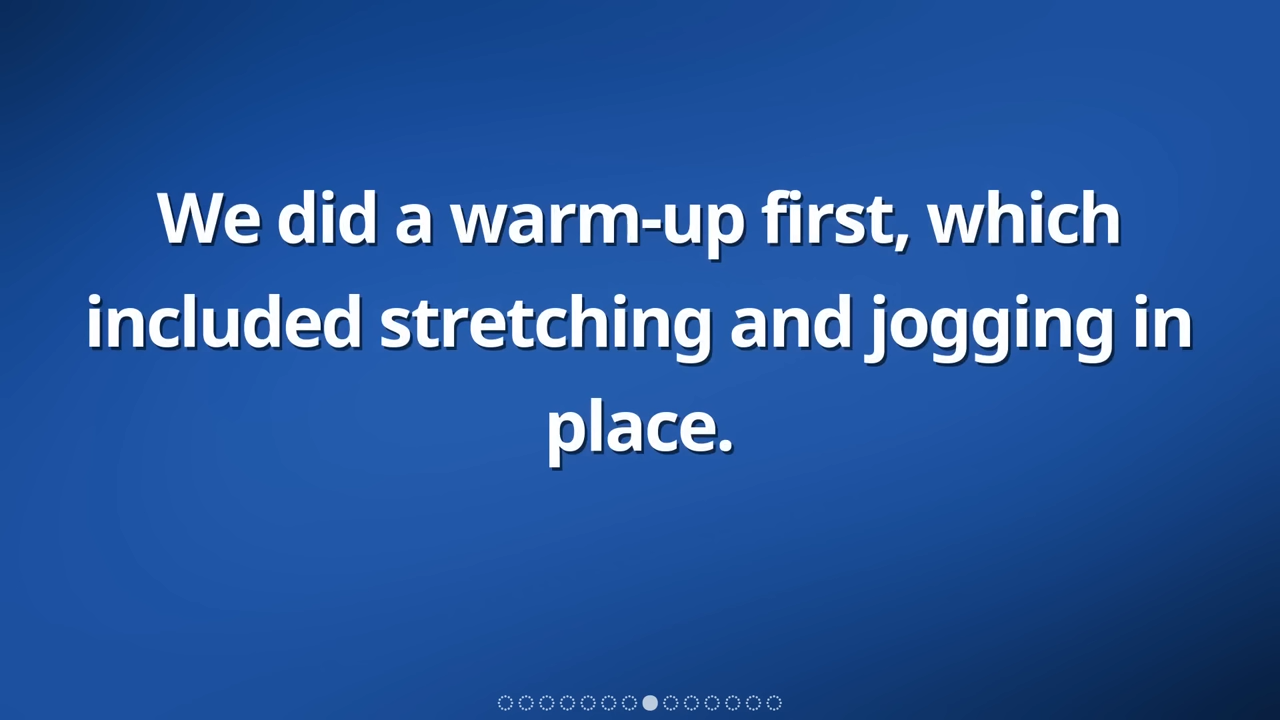 We did a warm-up first, which
included stretching and jogging in
place.